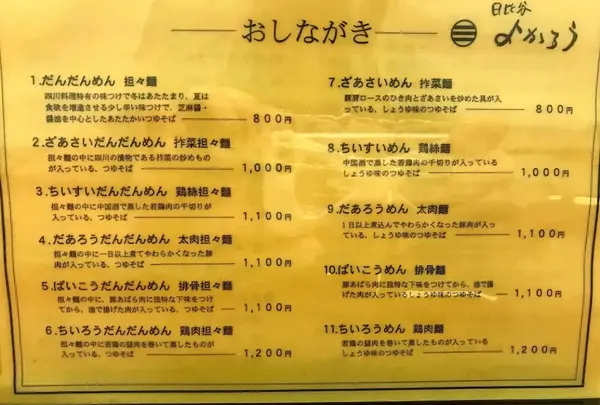 おしながき
日比谷
よかろう
1.だんだんめん 担々麺
四川料理特有の味つけで冬はあたたまり、夏は
食欲を増進させる少し辛い味つけで、芝麻醤・
醤油を中心としたあたたかいつゆそば 800円
2.ざあさいだんだんめん 搾菜担々麺
担々麺の中に四川の漬物である搾菜の炒めもの
が入っている、つゆそば 1,000円
3.ちいすいだんだんめん 鶏絲担々麺
担々麺の中に中国酒で蒸した若鶏肉の千切りが
入っている、つゆそば 1,100円
4.だあろうだんだんめん 太肉担々麺
担々麺の中に一日以上煮てやわらかくなった豚
肉が入っている、つゆそば 1,100円
5.ぱいこうだんだんめん 排骨担々麺
担々麺の中に、豚あばら肉に独特な下味をつけ
てから、油で揚げた肉が入っている、つゆそば 1,100円
6.ちいろうだんだんめん 鶏肉担々麺
担々麺の中に若鶏の腿肉を巻いて蒸したものが
入っている、つゆそば 1,200円
7.ざあさいめん 搾菜麺
豚肩ロースのひき肉とざあさいを炒めた具が入
っている、しょうゆ味のつゆそば 800円
8.ちいすいめん 鶏絲麺
中国酒で蒸した若鶏肉の千切りが入っている
しょうゆ味のつゆそば 1,000円
9.だあろうめん 太肉麺
1日以上煮込んでやわらかくなった豚肉が入っ
ている、しょうゆ味のつゆそば 1,100円
10.ぱいこうめん 排骨麺
豚あばら肉に独特な下味をつけてから、油で揚
げた肉が入っている、しょうゆ味のつゆそば 1,100円
11.ちいろうめん 鶏肉麺
若鶏の腿肉を巻いて蒸したものが入っている
しょうゆ味のつゆそば 1,200円